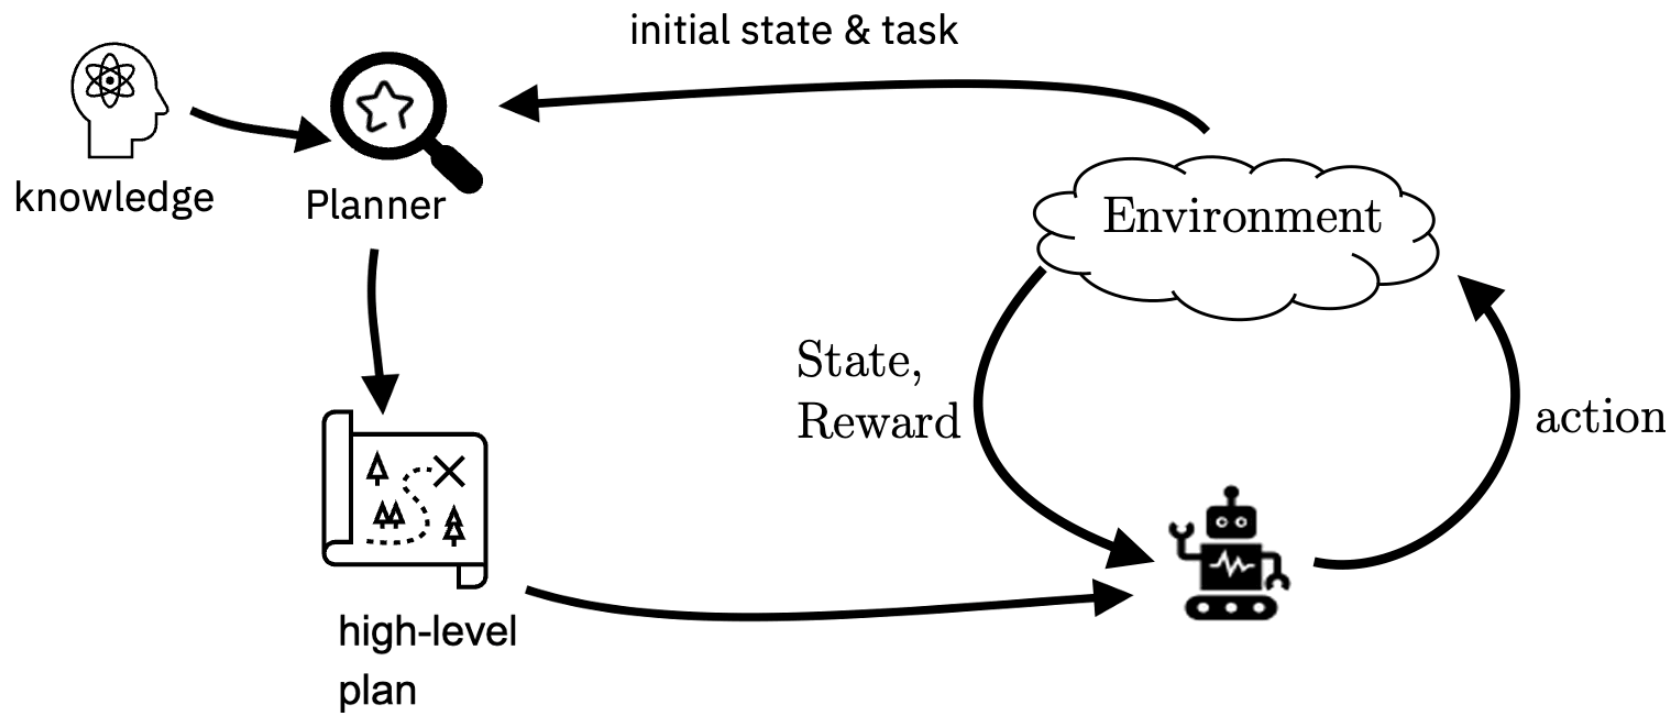 initial state & task
knowledge
Planner
Environment
State,
Reward
action
high-level
plan